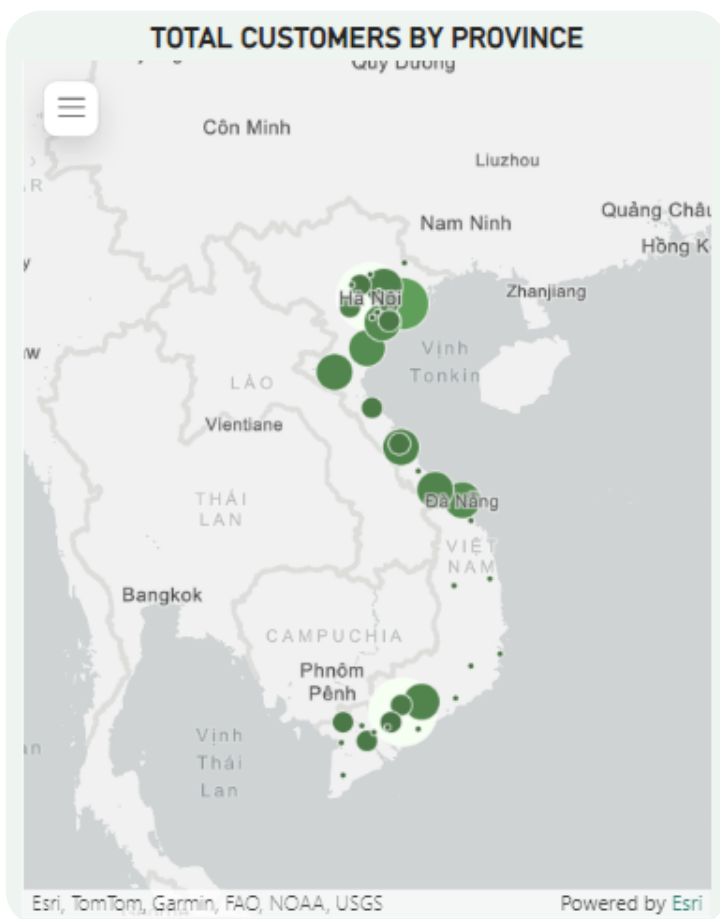 TOTAL CUSTOMERS BY PROVINCE
Quý Dương
Côn Minh
Liuzhou
Quảng Châu
Nam Ninh
Hồng K
Zhanjiang
Hà Nội
Vịnh
Tonkin
LÀO
Vientiane
THÁI
LAN
Đà Nẵng
VIỆT
NAM
Bangkok
CAMPUCHIA
Phnôm
Pênh
Vịnh
Thái
Lan
Esri, TomTom, Garmin, FAO, NOAA, USGS
Powered by Esri